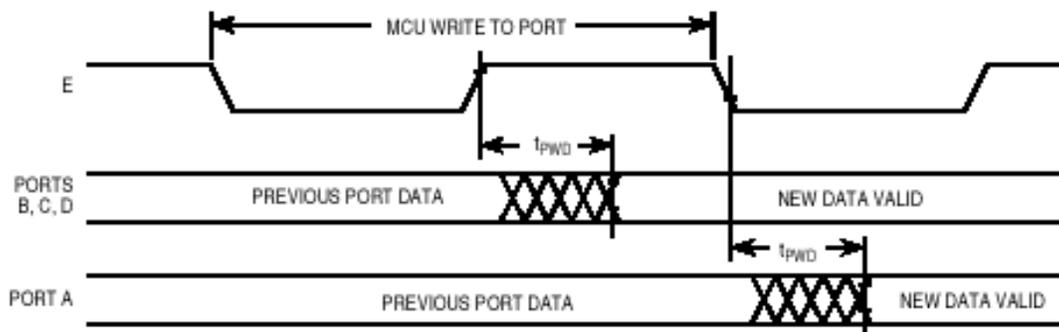 MCU WRITE TO PORT
E
tPWD
PORTS
B, C, D
PREVIOUS PORT DATA
NEW DATA VALID
tPWD
PORT A
PREVIOUS PORT DATA
NEW DATA VALID